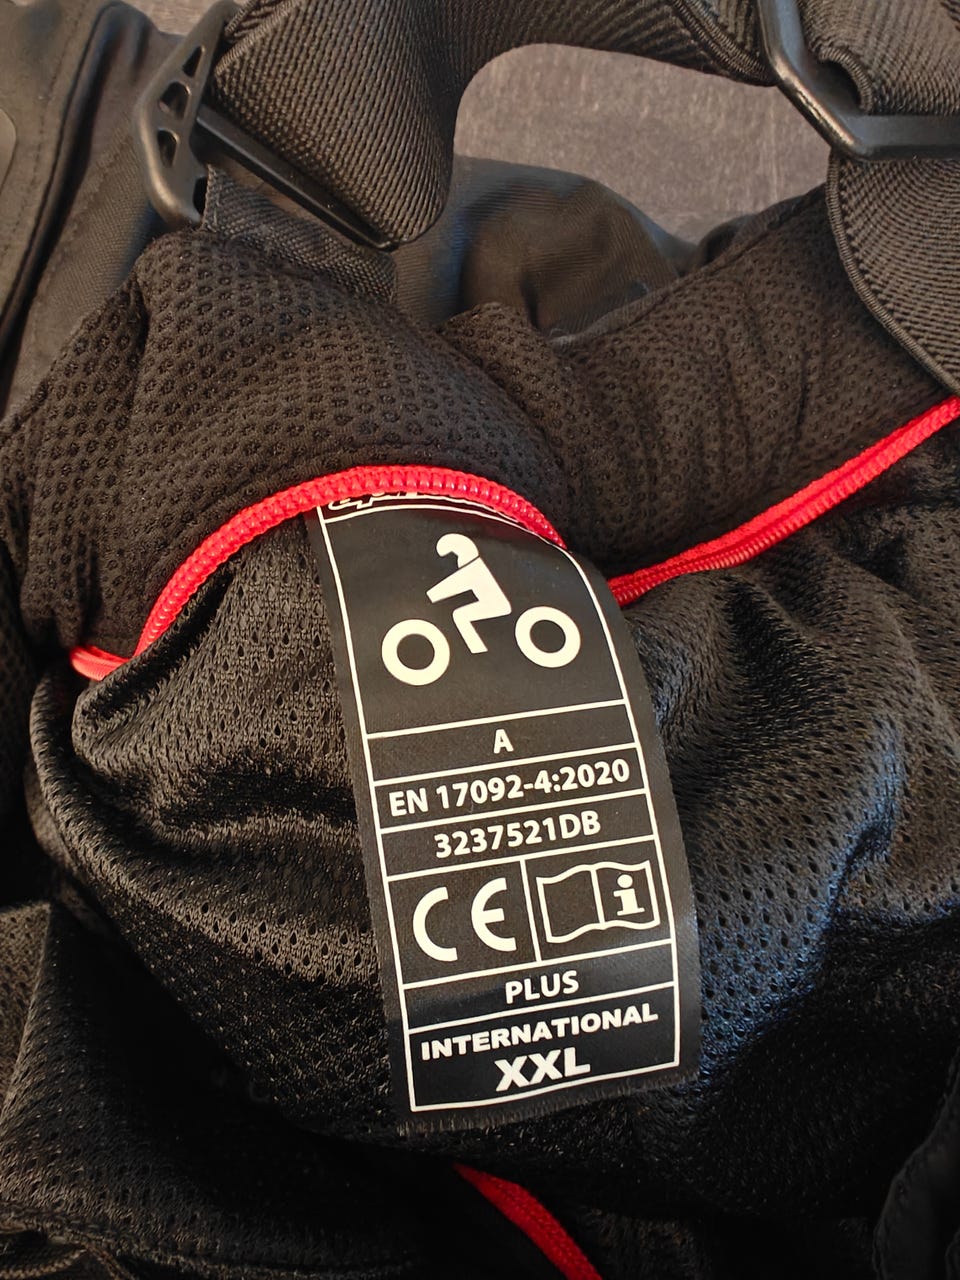 A
EN 17092-4:2020
3237521DB
CE i
PLUS
INTERNATIONAL
XXL